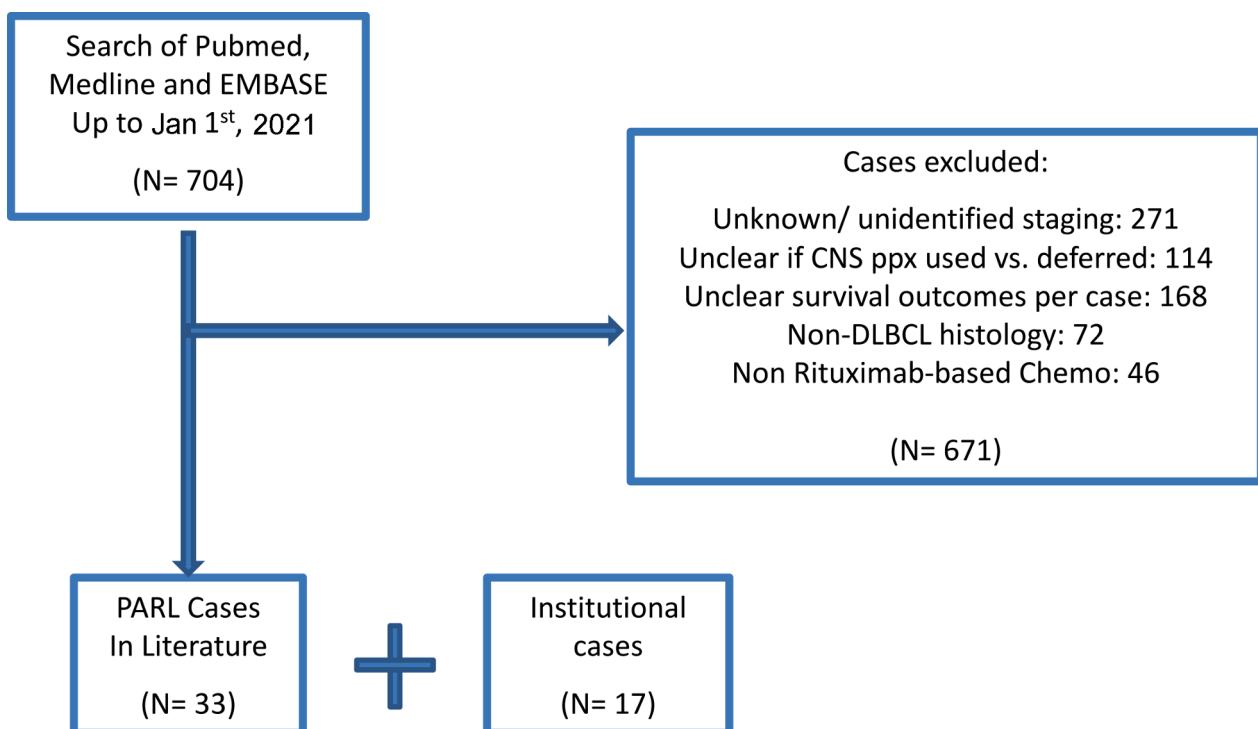 Search of Pubmed,
Medline and EMBASE
Up to Jan 1st, 2021
(N= 704)
Cases excluded:
Unknown/ unidentified staging: 271
Unclear if CNS ppx used vs. deferred: 114
Unclear survival outcomes per case: 168
Non-DLBCL histology: 72
Non Rituximab-based Chemo: 46
(N= 671)
PARL Cases
In Literature
(N= 33)
Institutional
cases
(N= 17)